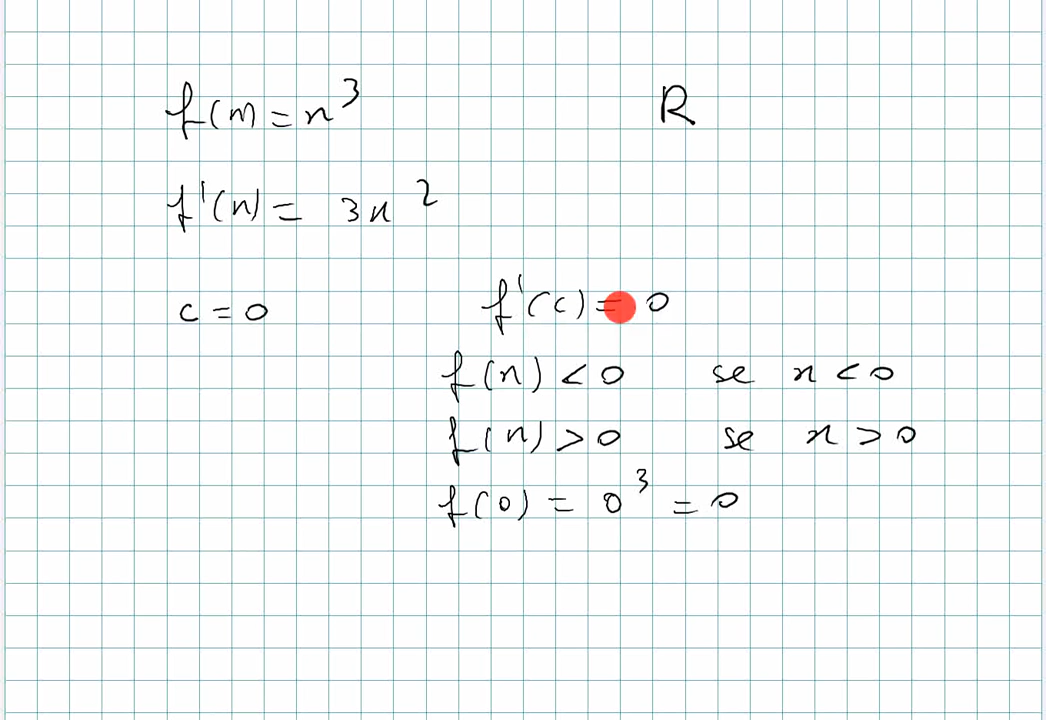 f(x) = x³ R
f'(x) = 3x²
c = 0 f'(c) = 0
f(x) < 0 se x < 0
f(x) > 0 se x > 0
f(0) = 0³ = 0